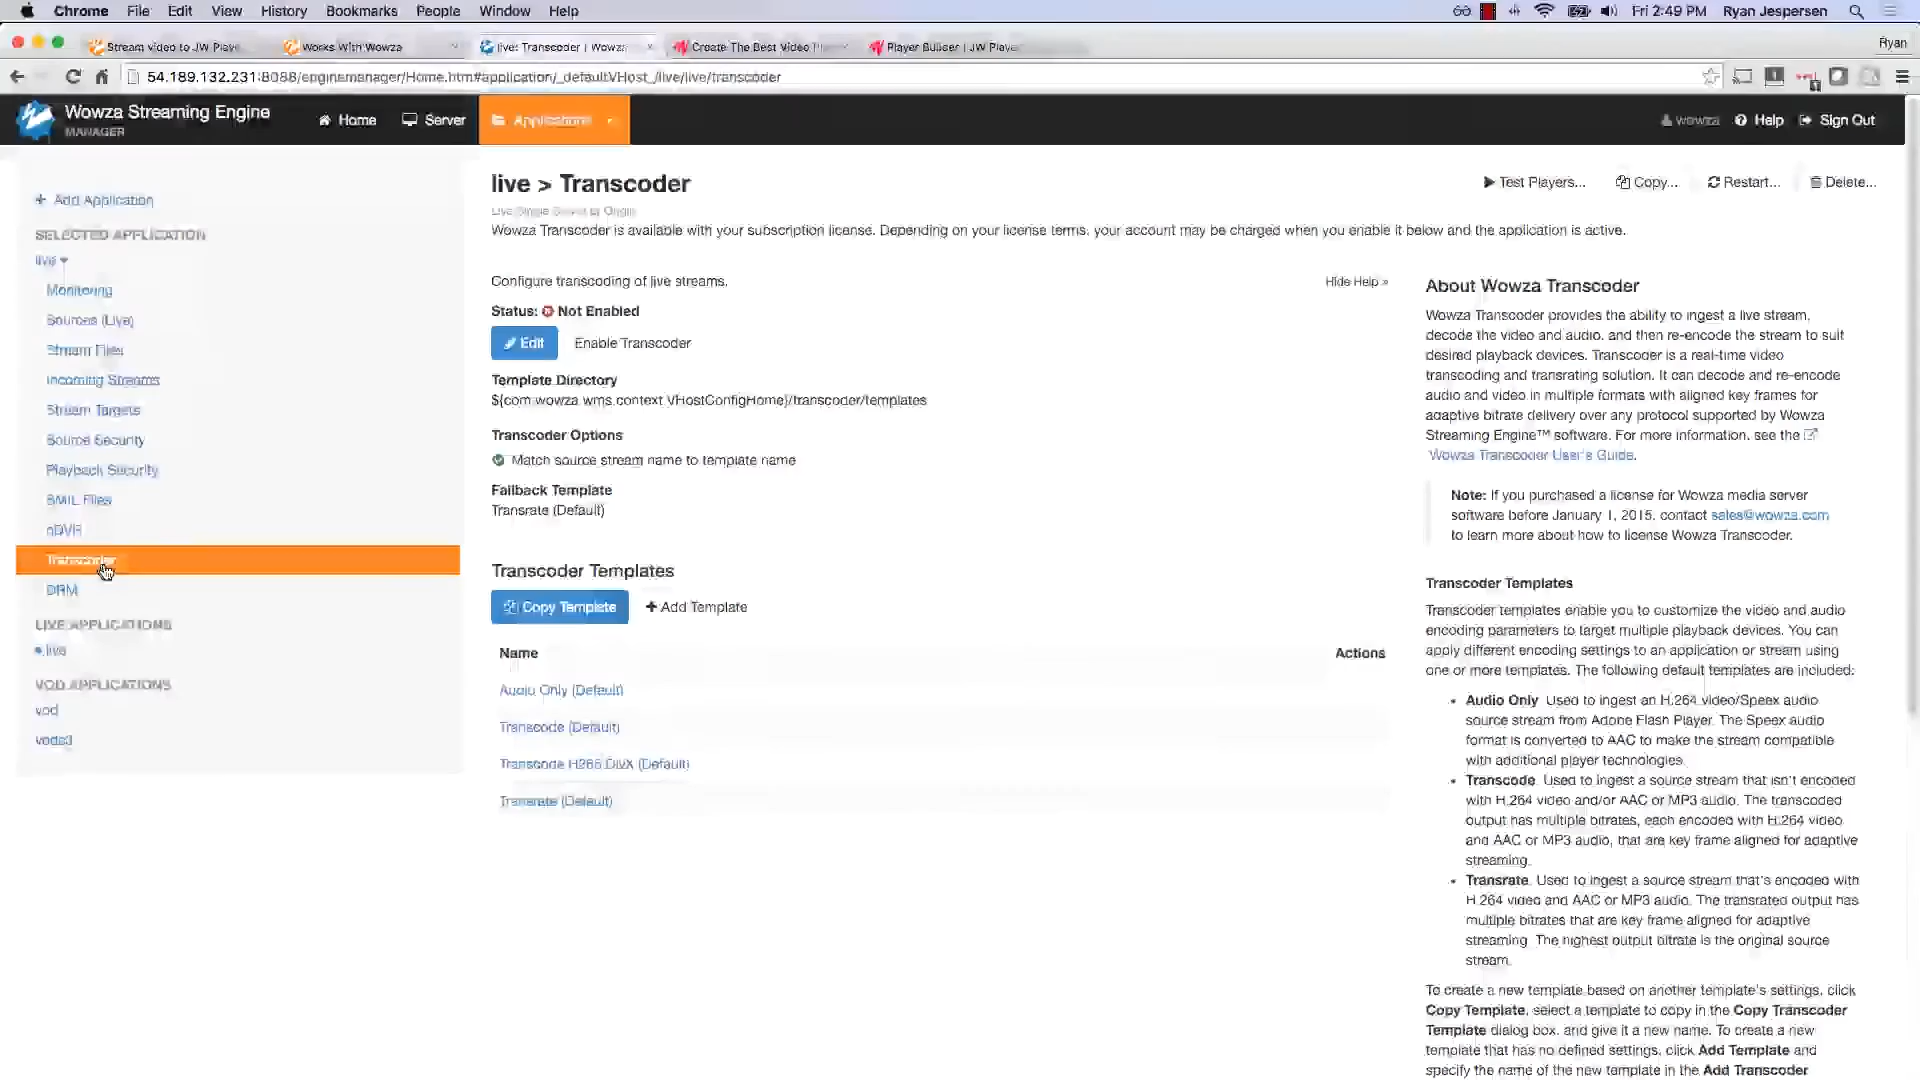 Chrome File Edit View History Bookmarks People Window Help Fri 2:49 PM Ryan Jespersen
Stream video to JW Playe Works With Wowza live: Transcoder | Wowza Create The Best Video Player Builder | JW Playe Ryan
54.189.132.231:8088/enginemanager/Home.htm#application/_defaultVHost_/live/live/transcoder
Wowza Streaming Engine
MANAGER
Home Server Applications wowza Help Sign Out
+ Add Application
SELECTED APPLICATION
live
Monitoring
Sources (Live)
Stream Files
Incoming Streams
Stream Targets
Source Security
Playback Security
SMIL Files
nDVR
Transcoder
DRM
LIVE APPLICATIONS
live
VOD APPLICATIONS
vod
vods3
live > Transcoder
Test Players... Copy... Restart... Delete...
Live Single Server or Origin
Wowza Transcoder is available with your subscription license. Depending on your license terms, your account may be charged when you enable it below and the application is active.
Configure transcoding of live streams. Hide Help »
Status: Not Enabled
Edit Enable Transcoder
Template Directory
${com.wowza.wms.context.VHostConfigHome}/transcoder/templates
Transcoder Options
Match source stream name to template name
Fallback Template
Transrate (Default)
Transcoder Templates
Copy Template + Add Template
Name Actions
Audio Only (Default)
Transcode (Default)
Transcode H265 DivX (Default)
Transrate (Default)
About Wowza Transcoder
Wowza Transcoder provides the ability to ingest a live stream,
decode the video and audio, and then re-encode the stream to suit
desired playback devices. Transcoder is a real-time video
transcoding and transrating solution. It can decode and re-encode
audio and video in multiple formats with aligned key frames for
adaptive bitrate delivery over any protocol supported by Wowza
Streaming Engine™ software. For more information, see the
Wowza Transcoder User's Guide.
Note: If you purchased a license for Wowza media server
software before January 1, 2015, contact sales@wowza.com
to learn more about how to license Wowza Transcoder.
Transcoder Templates
Transcoder templates enable you to customize the video and audio
encoding parameters to target multiple playback devices. You can
apply different encoding settings to an application or stream using
one or more templates. The following default templates are included:
• Audio Only Used to ingest an H.264 video/Speex audio
source stream from Adobe Flash Player. The Speex audio
format is converted to AAC to make the stream compatible
with additional player technologies.
• Transcode. Used to ingest a source stream that isn't encoded
with H.264 video and/or AAC or MP3 audio. The transcoded
output has multiple bitrates, each encoded with H.264 video
and AAC or MP3 audio, that are key frame aligned for adaptive
streaming.
• Transrate. Used to ingest a source stream that's encoded with
H.264 video and AAC or MP3 audio. The transrated output has
multiple bitrates that are key frame aligned for adaptive
streaming. The highest output bitrate is the original source
stream.
To create a new template based on another template's settings, click
Copy Template, select a template to copy in the Copy Transcoder
Template dialog box, and give it a new name. To create a new
template that has no defined settings, click Add Template and
specify the name of the new template in the Add Transcoder